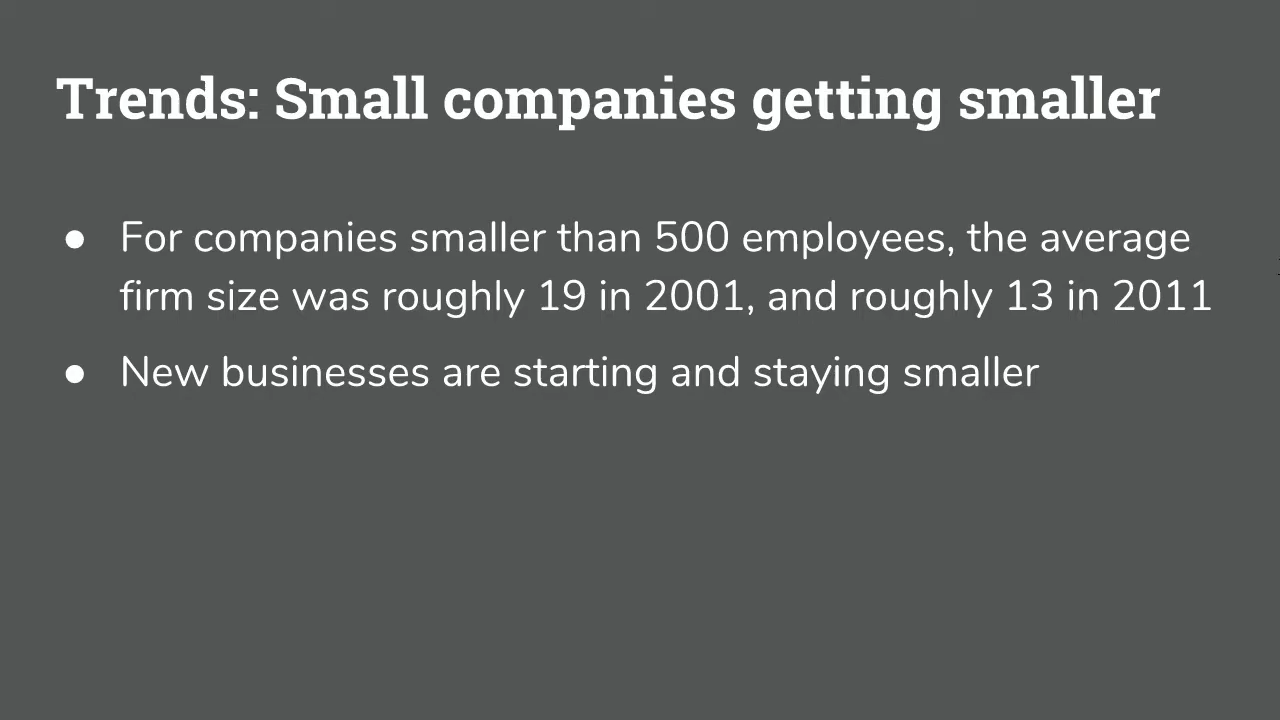 Trends: Small companies getting smaller
● For companies smaller than 500 employees, the average
firm size was roughly 19 in 2001, and roughly 13 in 2011
● New businesses are starting and staying smaller